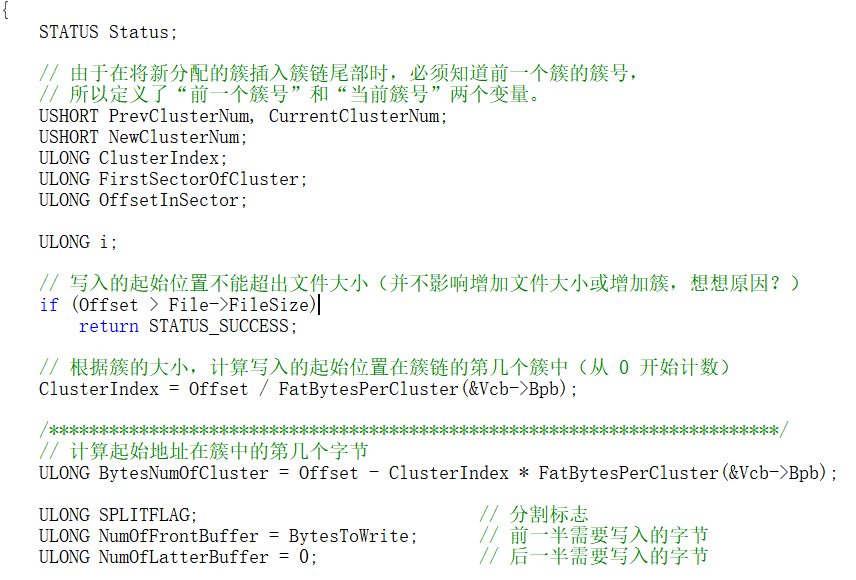 {
STATUS Status;
// 由于在将新分配的簇插入簇链尾部时，必须知道前一个簇的簇号，
// 所以定义了“前一个簇号”和“当前簇号”两个变量。
USHORT PrevClusterNum, CurrentClusterNum;
USHORT NewClusterNum;
ULONG ClusterIndex;
ULONG FirstSectorOfCluster;
ULONG OffsetInSector;
ULONG i;
// 写入的起始位置不能超出文件大小（并不影响增加文件大小或增加簇，想想原因？）
if (Offset > File->FileSize)
return STATUS_SUCCESS;
// 根据簇的大小，计算写入的起始位置在簇链的第几个簇中（从 0 开始计数）
ClusterIndex = Offset / FatBytesPerCluster(&Vcb->Bpb);
/*************************************************************************/
// 计算起始地址在簇中的第几个字节
ULONG BytesNumOfCluster = Offset - ClusterIndex * FatBytesPerCluster(&Vcb->Bpb);
ULONG SPLITFLAG; // 分割标志
ULONG NumOfFrontBuffer = BytesToWrite; // 前一半需要写入的字节
ULONG NumOfLatterBuffer = 0; // 后一半需要写入的字节